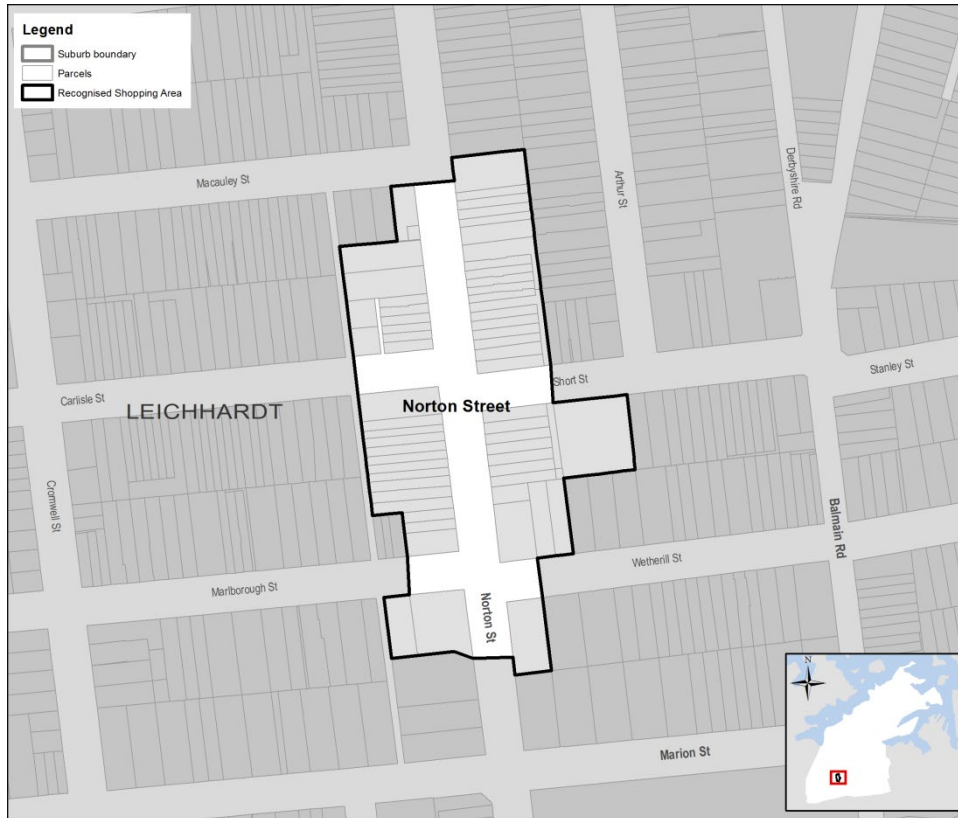 Legend
Suburb boundary
Parcels
Recognised Shopping Area
Macauley St
Arthur St
Derbyshire Rd
Carlisle St
LEICHHARDT
Norton Street
Short St
Stanley St
Cromwell St
Balmain Rd
Marlborough St
Wetherill St
Norton St
Marion St
N